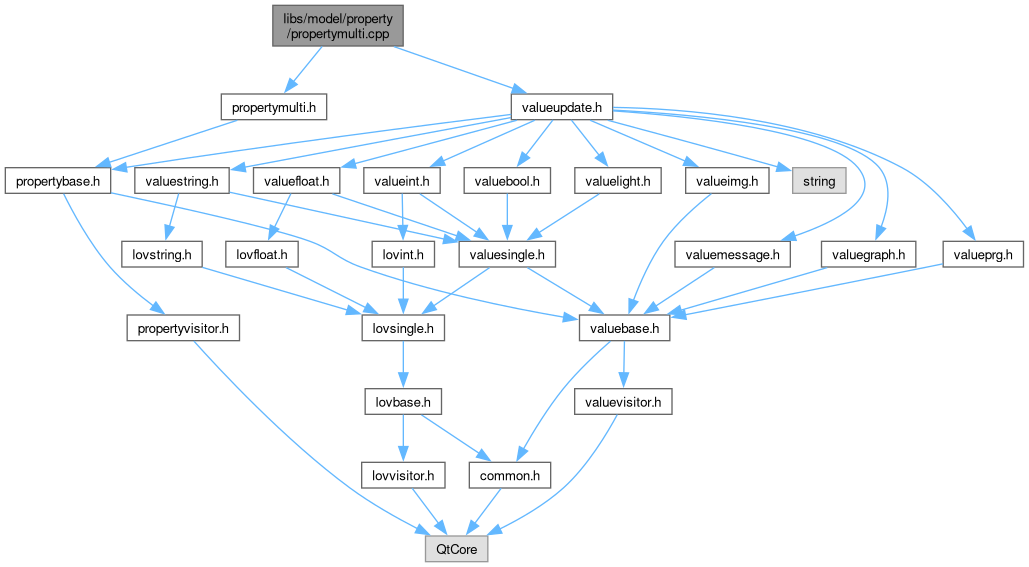 libs/model/property
/propertymulti.cpp
propertymulti.h
valueupdate.h
propertybase.h
valuestring.h
valuefloat.h
valueint.h
valuebool.h
valuelight.h
valueimg.h
string
lovstring.h
lovfloat.h
lovint.h
valuesingle.h
valuemessage.h
valuegraph.h
valueprg.h
propertyvisitor.h
lovsingle.h
valuebase.h
lovbase.h
valuevisitor.h
lovvisitor.h
common.h
QtCore